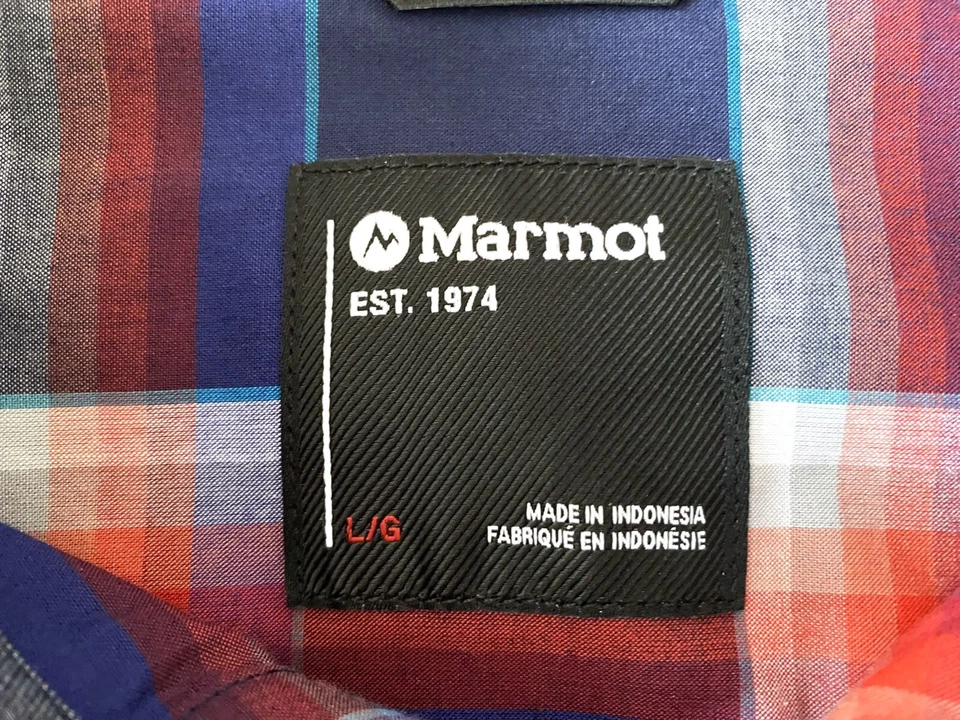 Marmot
EST. 1974
L/G
MADE IN INDONESIA
FABRIQUÉ EN INDONÉSIE